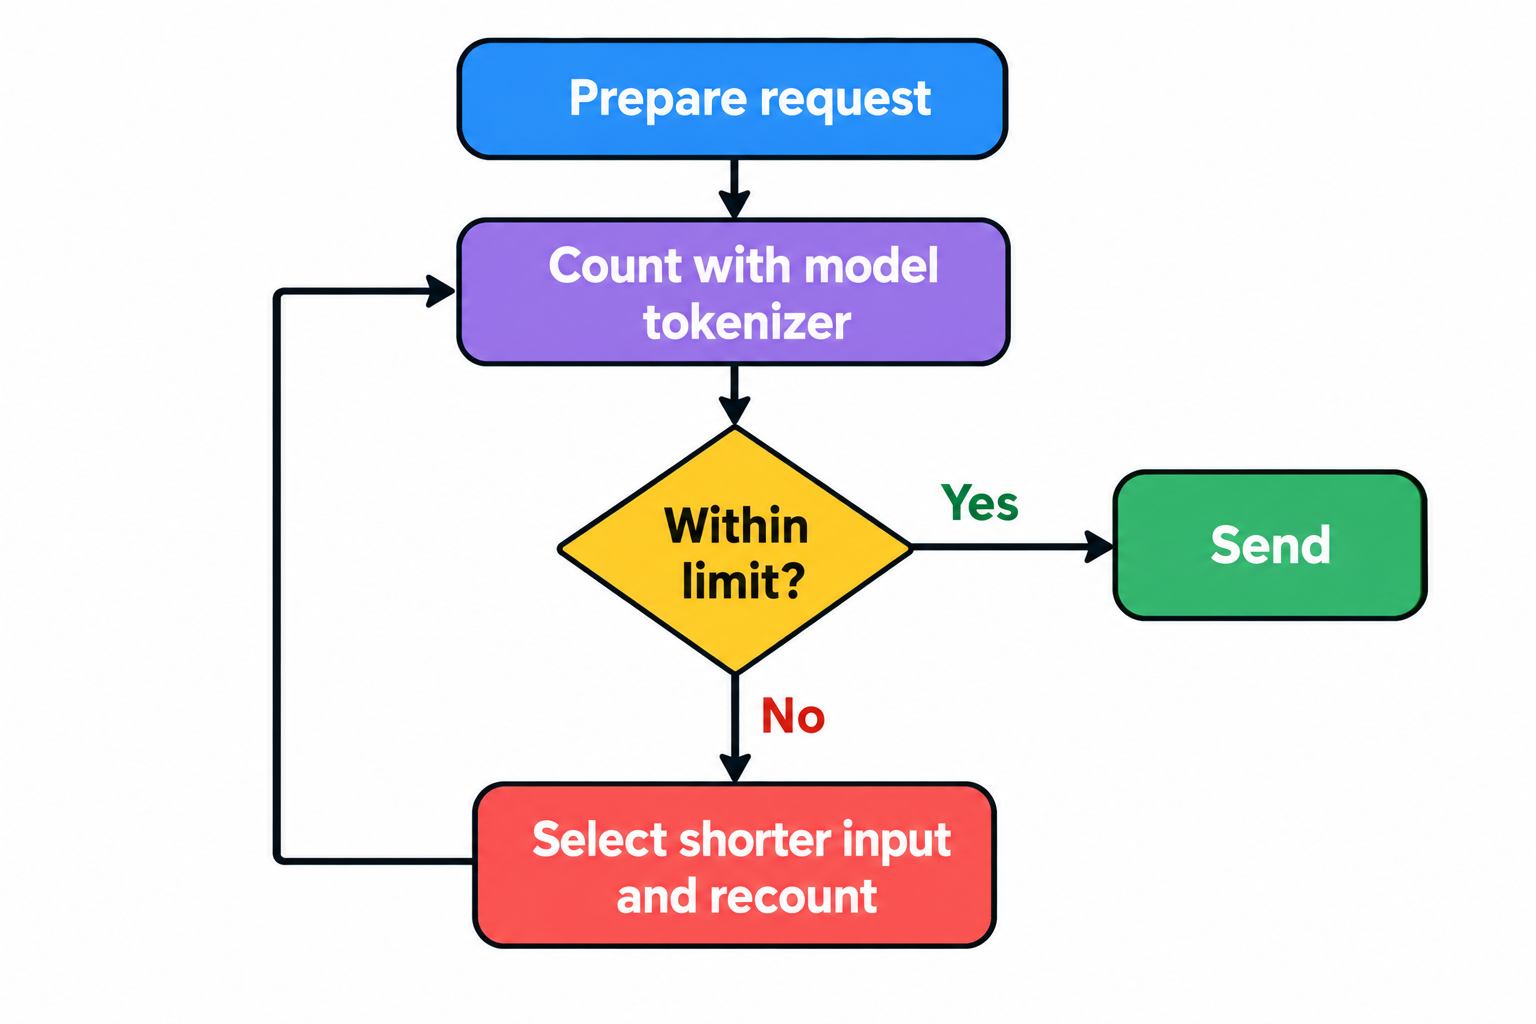 Prepare request
Count with model
tokenizer
Within
limit?
Yes
Send
No
Select shorter input
and recount